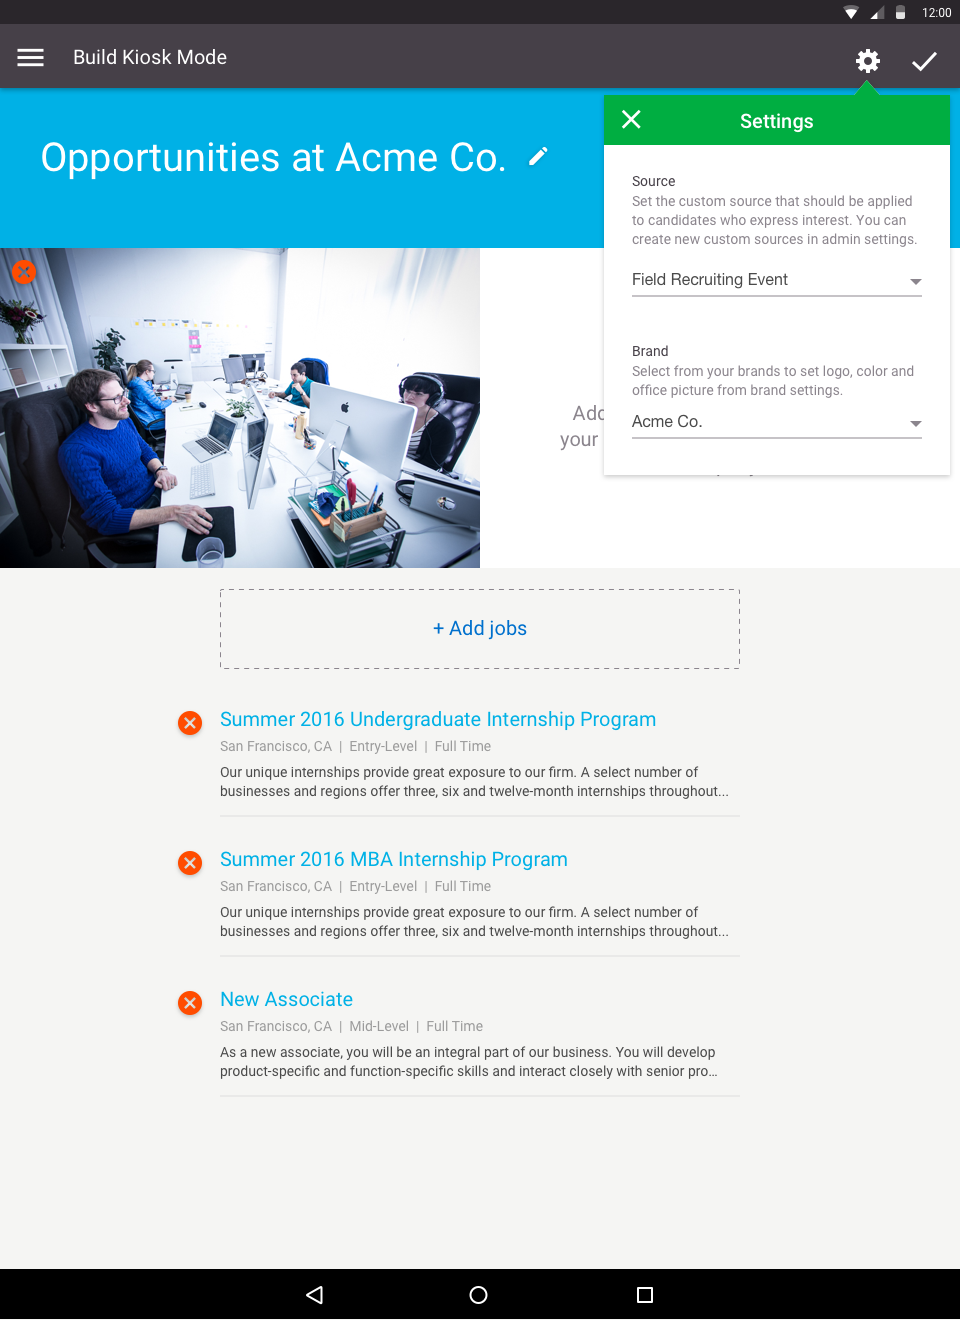 12:00
Build Kiosk Mode
Settings
Opportunities at Acme Co.
Source
Set the custom source that should be applied
to candidates who express interest. You can
create new custom sources in admin settings.
Field Recruiting Event
Brand
Select from your brands to set logo, color and
office picture from brand settings.
Acme Co.
your
+ Add jobs
Summer 2016 Undergraduate Internship Program
San Francisco, CA | Entry-Level | Full Time
Our unique internships provide great exposure to our firm. A select number of
businesses and regions offer three, six and twelve-month internships throughout...
Summer 2016 MBA Internship Program
San Francisco, CA | Entry-Level | Full Time
Our unique internships provide great exposure to our firm. A select number of
businesses and regions offer three, six and twelve-month internships throughout...
New Associate
San Francisco, CA | Mid-Level | Full Time
As a new associate, you will be an integral part of our business. You will develop
product-specific and function-specific skills and interact closely with senior pro...